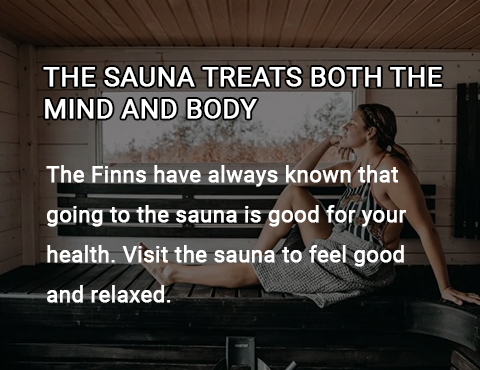 THE SAUNA TREATS BOTH THE
MIND AND BODY
The Finns have always known that
going to the sauna is good for your
health. Visit the sauna to feel good
and relaxed.